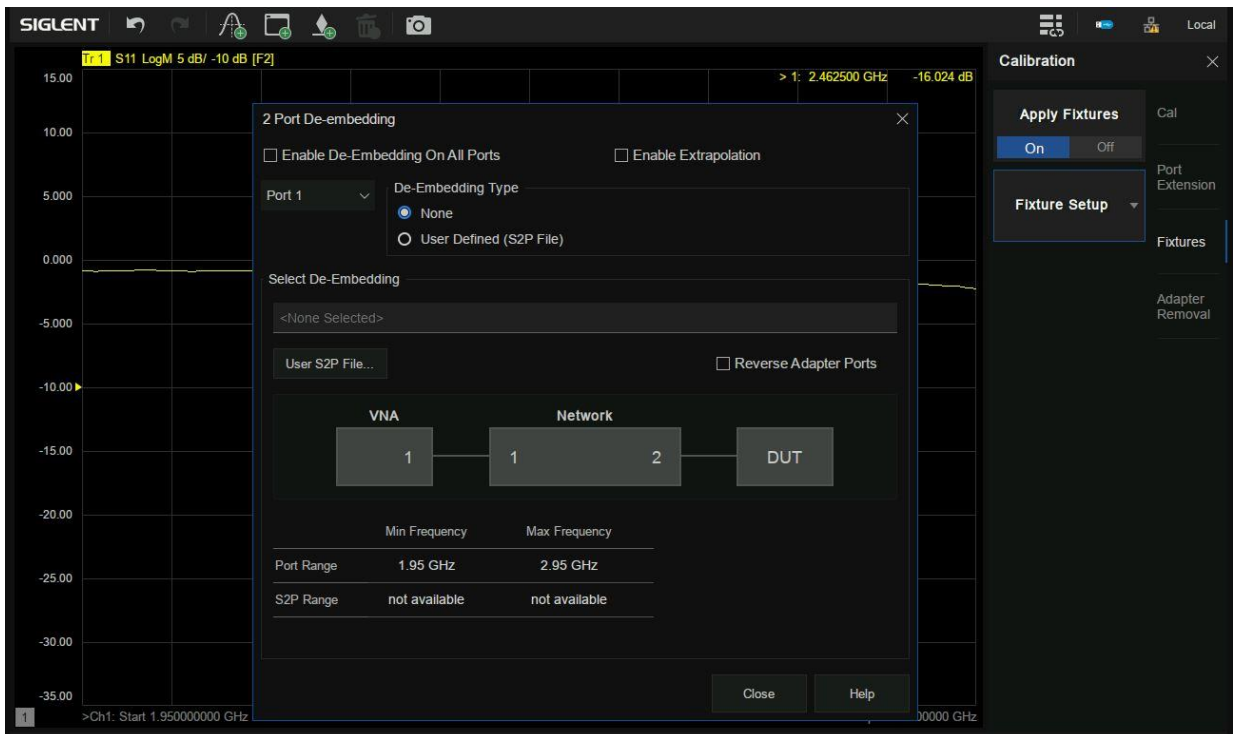 SIGLENT
Local
Tr 1 S11 LogM 5 dB/ -10 dB [F2]
> 1: 2.462500 GHz -16.024 dB
15.00
10.00
5.000
0.000
-5.000
-10.00
-15.00
-20.00
-25.00
-30.00
-35.00
1 >Ch1: Start 1.950000000 GHz
00000 GHz
2 Port De-embedding
Enable De-Embedding On All Ports
Enable Extrapolation
Port 1
De-Embedding Type
None
User Defined (S2P File)
Select De-Embedding
<None Selected>
User S2P File...
Reverse Adapter Ports
VNA Network
1 1 2 DUT
Min Frequency Max Frequency
Port Range 1.95 GHz 2.95 GHz
S2P Range not available not available
Close Help
Calibration
Apply Fixtures
On Off
Fixture Setup
Cal
Port
Extension
Fixtures
Adapter
Removal